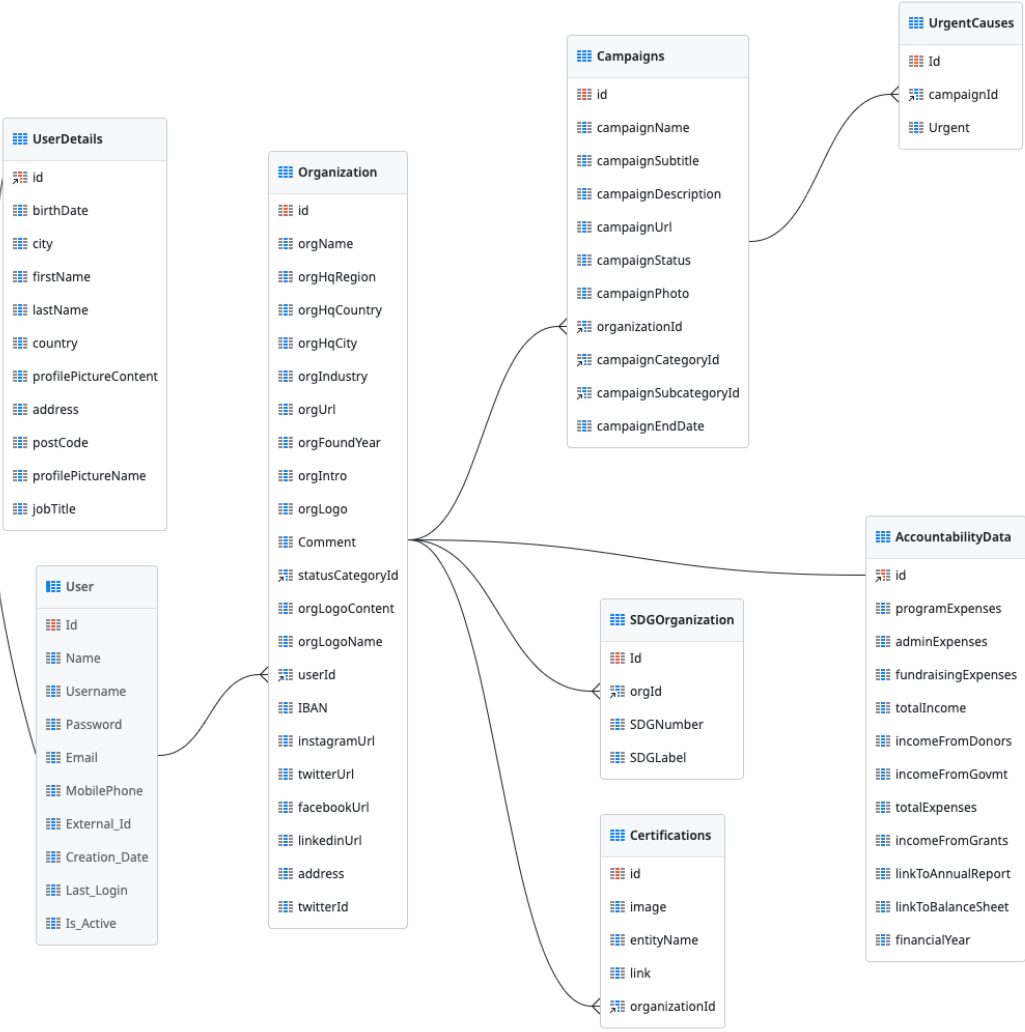 UserDetails
id
birthDate
city
firstName
lastName
country
profilePictureContent
address
postCode
profilePictureName
jobTitle
User
Id
Name
Username
Password
Email
MobilePhone
External_Id
Creation_Date
Last_Login
Is_Active
Organization
id
orgName
orgHqRegion
orgHqCountry
orgHqCity
orgIndustry
orgUrl
orgFoundYear
orgIntro
orgLogo
Comment
statusCategoryId
orgLogoContent
orgLogoName
userId
IBAN
instagramUrl
twitterUrl
facebookUrl
linkedinUrl
address
twitterId
Campaigns
id
campaignName
campaignSubtitle
campaignDescription
campaignUrl
campaignStatus
campaignPhoto
organizationId
campaignCategoryId
campaignSubcategoryId
campaignEndDate
SDGOrganization
Id
orgId
SDGNumber
SDGLabel
Certifications
id
image
entityName
link
organizationId
UrgentCauses
Id
campaignId
Urgent
AccountabilityData
id
programExpenses
adminExpenses
fundraisingExpenses
totalIncome
incomeFromDonors
incomeFromGovmt
totalExpenses
incomeFromGrants
linkToAnnualReport
linkToBalanceSheet
financialYear